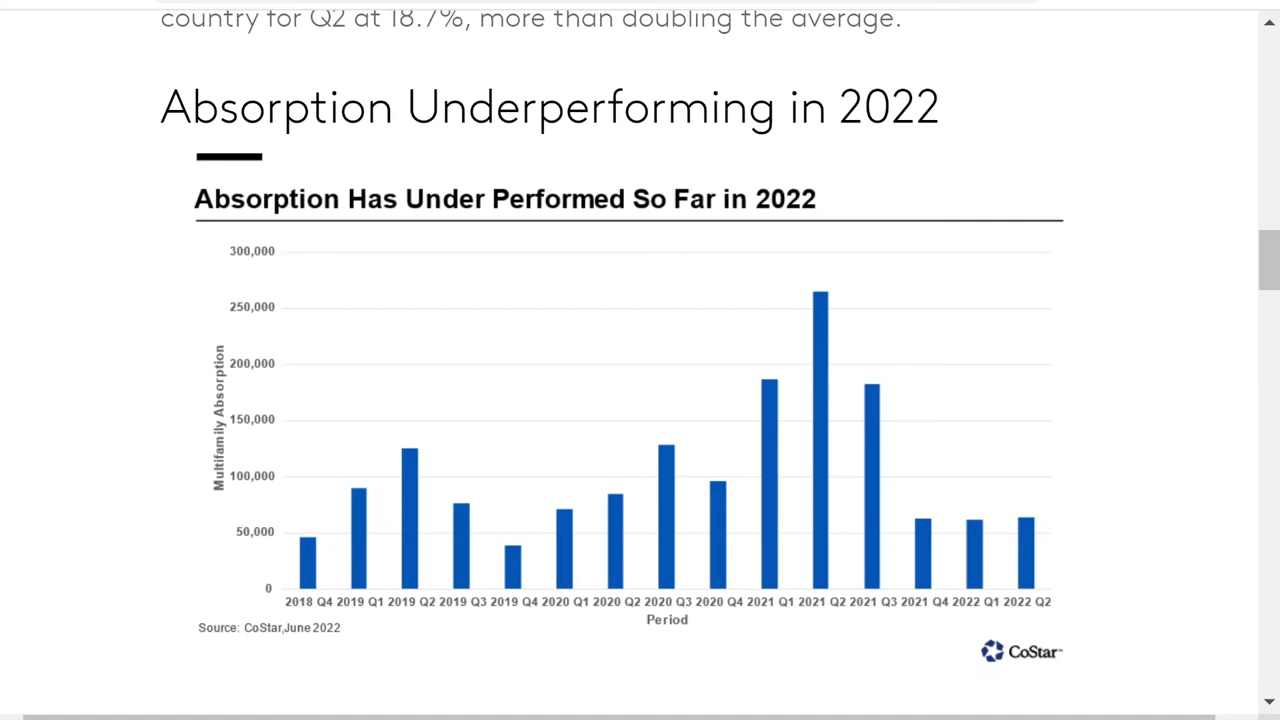 country for Q2 at 18.7%, more than doubling the average.
Absorption Underperforming in 2022
Absorption Has Under Performed So Far in 2022
300,000
250,000
200,000
150,000
100,000
50,000
0
Multifamily Absorption
2018 Q4 2019 Q1 2019 Q2 2019 Q3 2019 Q4 2020 Q1 2020 Q2 2020 Q3 2020 Q4 2021 Q1 2021 Q2 2021 Q3 2021 Q4 2022 Q1 2022 Q2
Period
Source: CoStar,June 2022
CoStar™